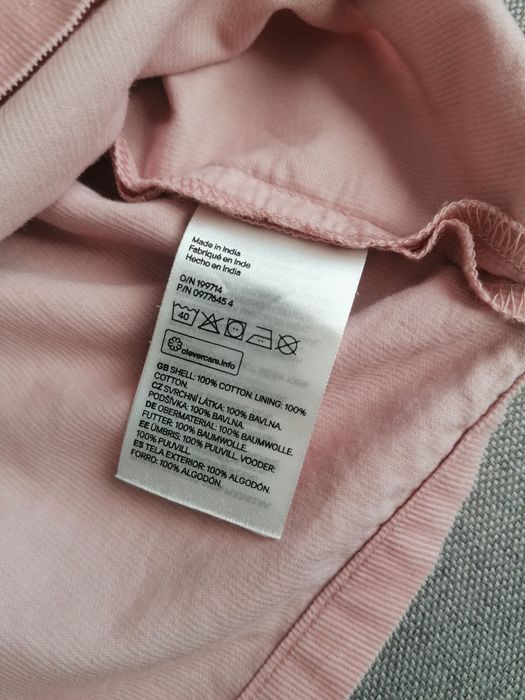 Made in India
Fabriqué en Inde
Hecho en India
O/N 199714
P/N 0977645 4
40
clevercare.info
GB SHELL: 100% COTTON. LINING: 100%
COTTON.
CZ SVRCHNÍ LÁTKA: 100% BAVLNA.
PODŠÍVKA: 100% BAVLNA.
DE OBERMATERIAL: 100% BAUMWOLLE.
FUTTER: 100% BAUMWOLLE.
EE ÜMBRIS: 100% PUUVILL. VOODER:
100% PUUVILL.
ES TELA EXTERIOR: 100% ALGODÓN.
FORRO: 100% ALGODÓN.